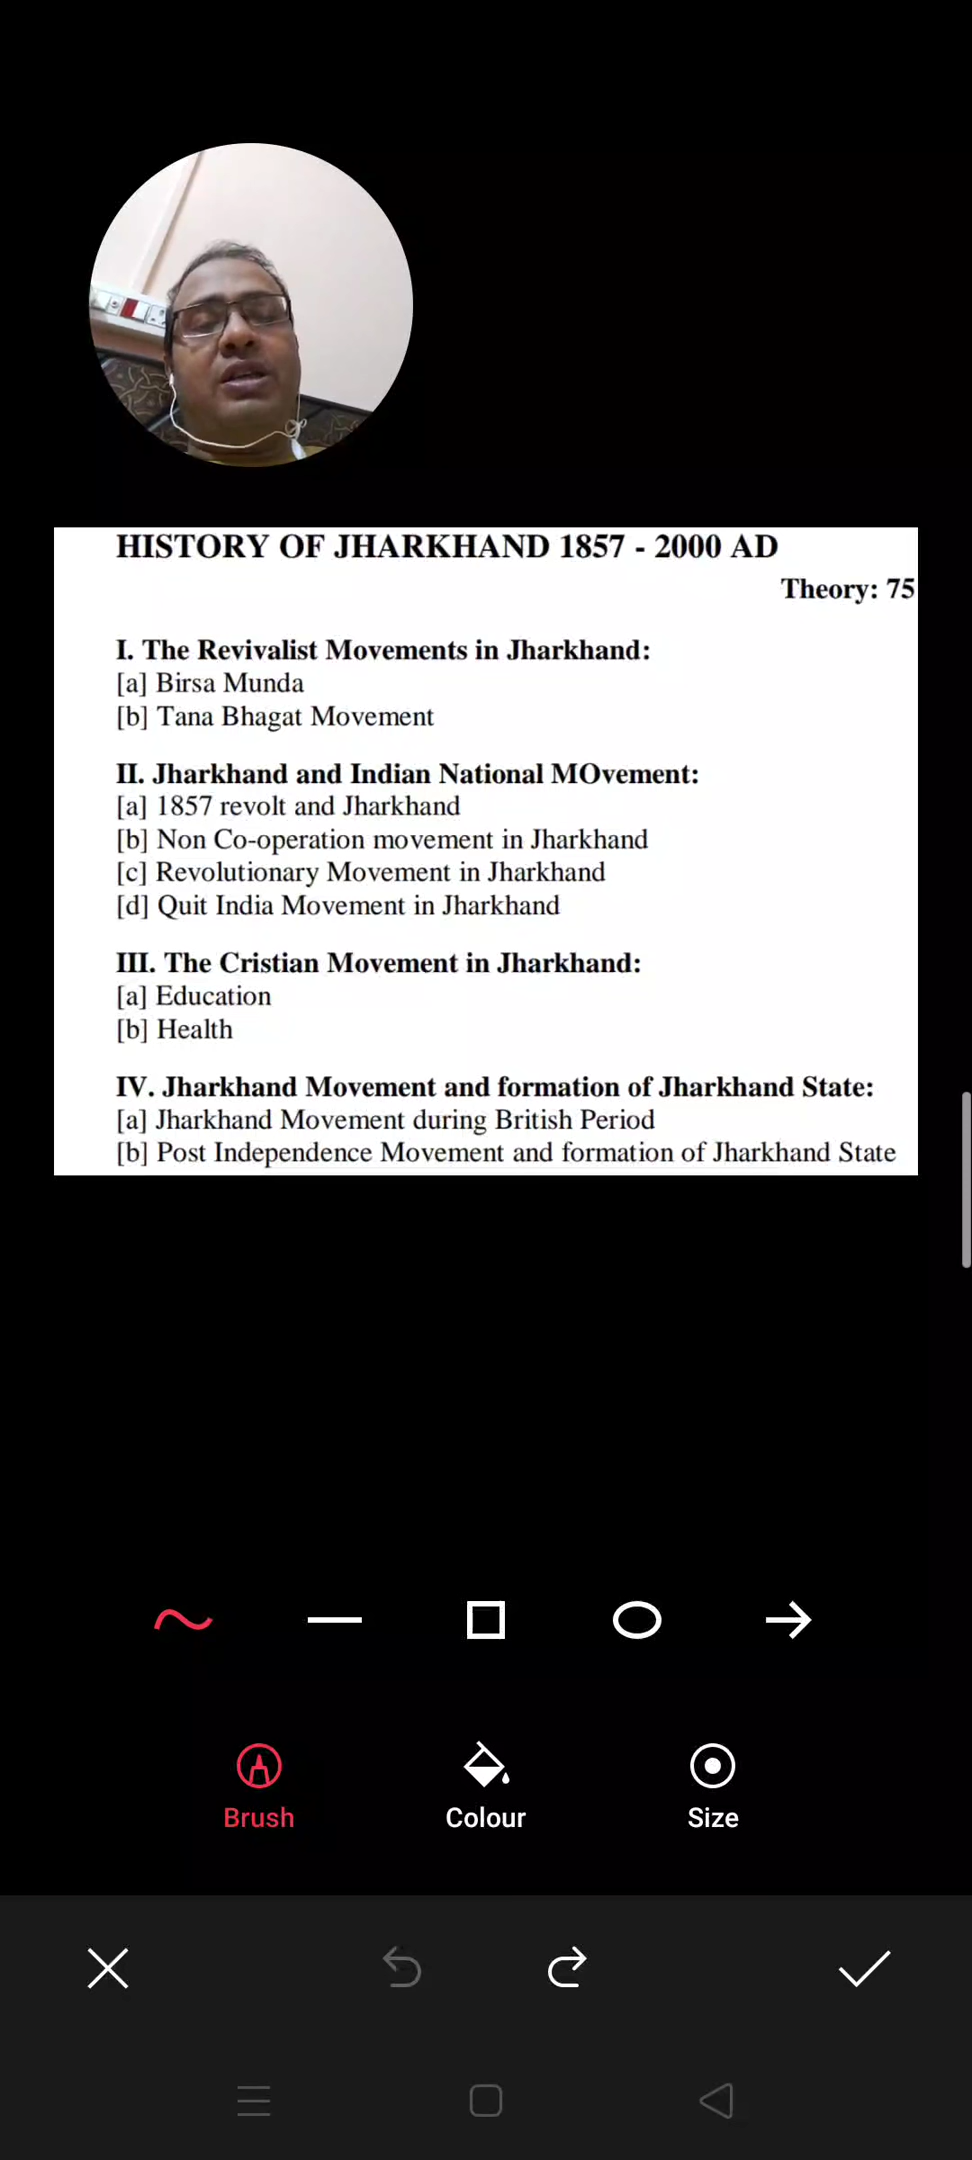 HISTORY OF JHARKHAND 1857 - 2000 AD
Theory: 75
I. The Revivalist Movements in Jharkhand:
[a] Birsa Munda
[b] Tana Bhagat Movement
II. Jharkhand and Indian National MOvement:
[a] 1857 revolt and Jharkhand
[b] Non Co-operation movement in Jharkhand
[c] Revolutionary Movement in Jharkhand
[d] Quit India Movement in Jharkhand
III. The Cristian Movement in Jharkhand:
[a] Education
[b] Health
IV. Jharkhand Movement and formation of Jharkhand State:
[a] Jharkhand Movement during British Period
[b] Post Independence Movement and formation of Jharkhand State
Brush Colour Size